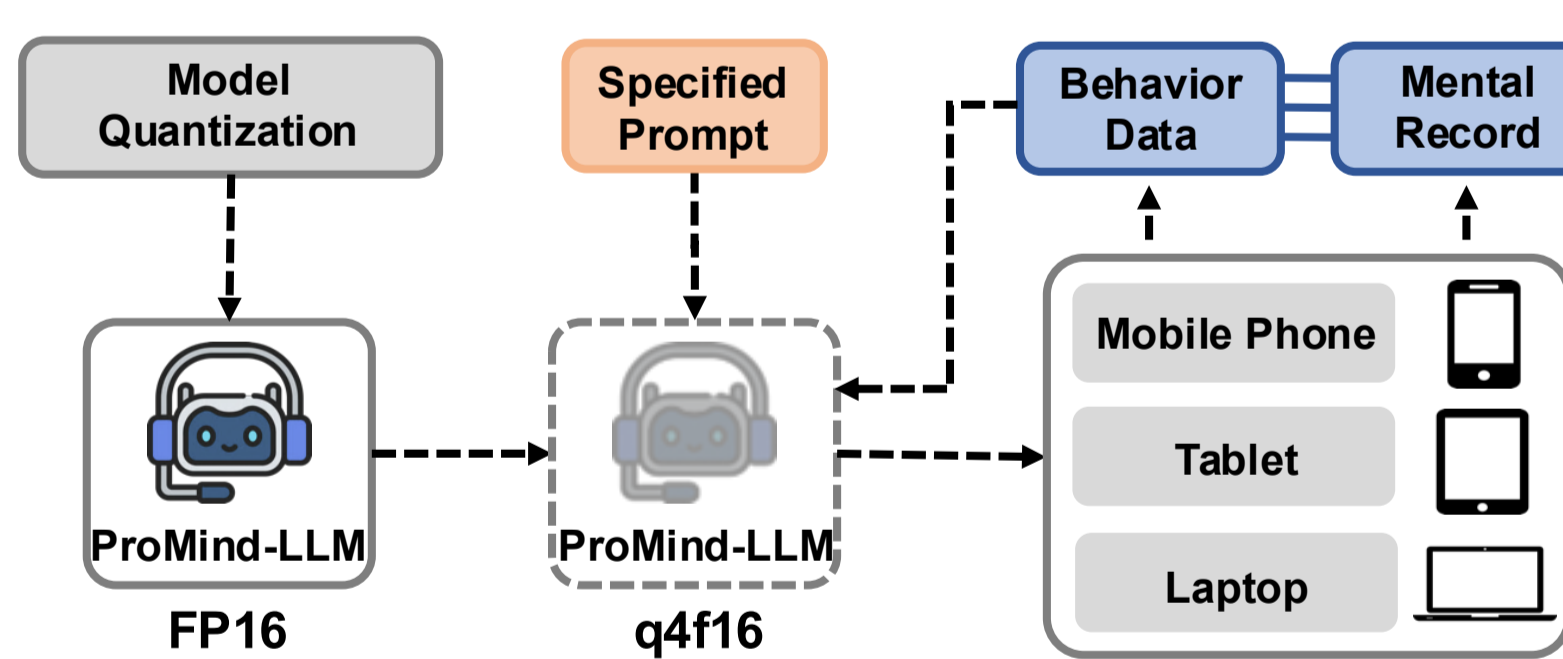 Model
Quantization
Specified
Prompt
Behavior
Data
Mental
Record
Mobile Phone
Tablet
Laptop
ProMind-LLM
FP16
ProMind-LLM
q4f16